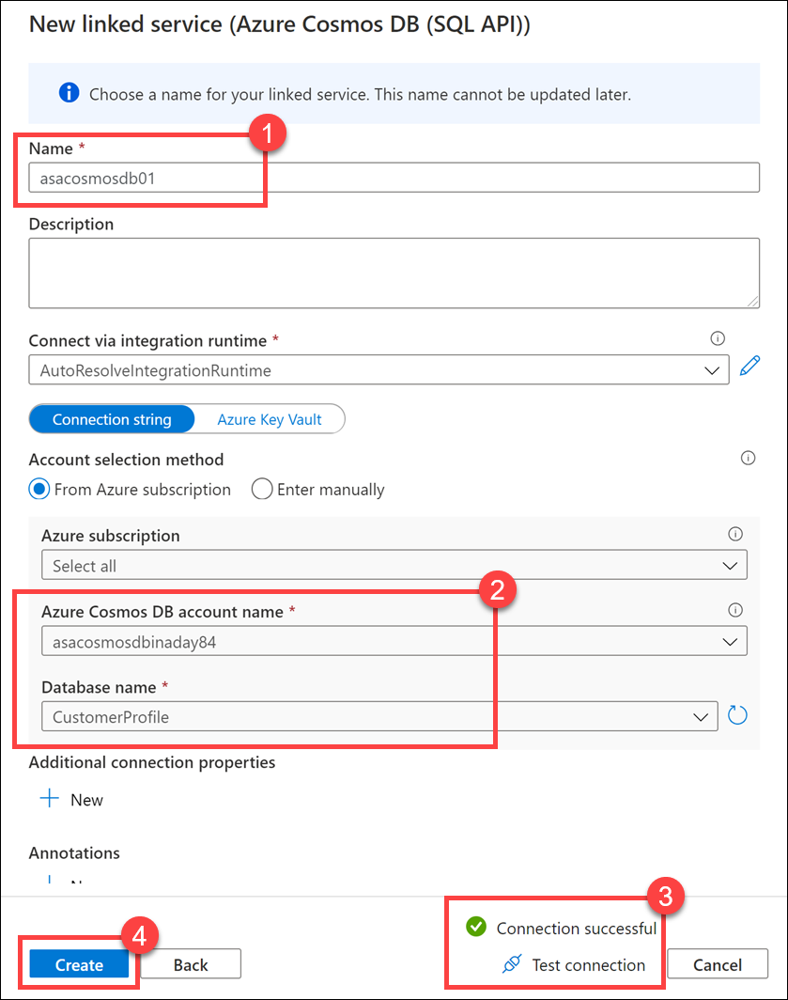 New linked service (Azure Cosmos DB (SQL API))
Choose a name for your linked service. This name cannot be updated later.
1
Name *
asacosmosdb01
Description
Connect via integration runtime *
AutoResolveIntegrationRuntime
Connection string Azure Key Vault
Account selection method
From Azure subscription Enter manually
Azure subscription
Select all
2
Azure Cosmos DB account name *
asacosmosdbinaday84
Database name *
CustomerProfile
Additional connection properties
New
Annotations
3
Connection successful
4
Create Back Test connection Cancel